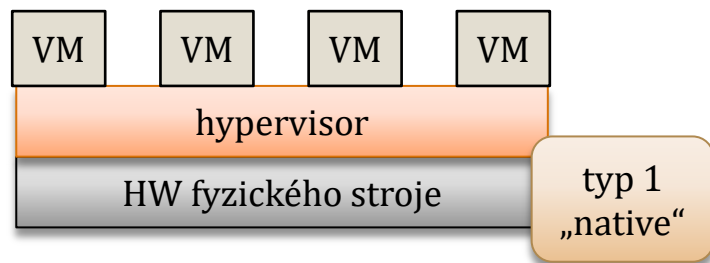 VM VM VM VM
hypervisor
HW fyzického stroje
typ 1
„native“